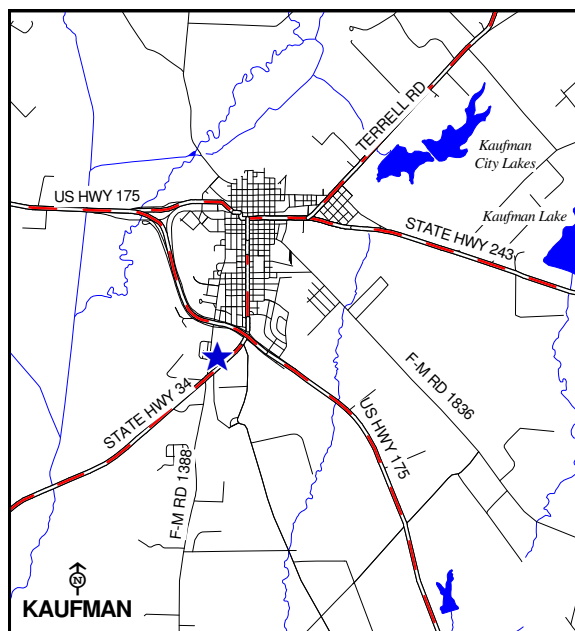 TERRELL RD
Kaufman
City Lakes
US HWY 175
Kaufman Lake
STATE HWY 243
F-M RD 1836
STATE HWY 34
US HWY 175
F-M RD 1388
N
KAUFMAN